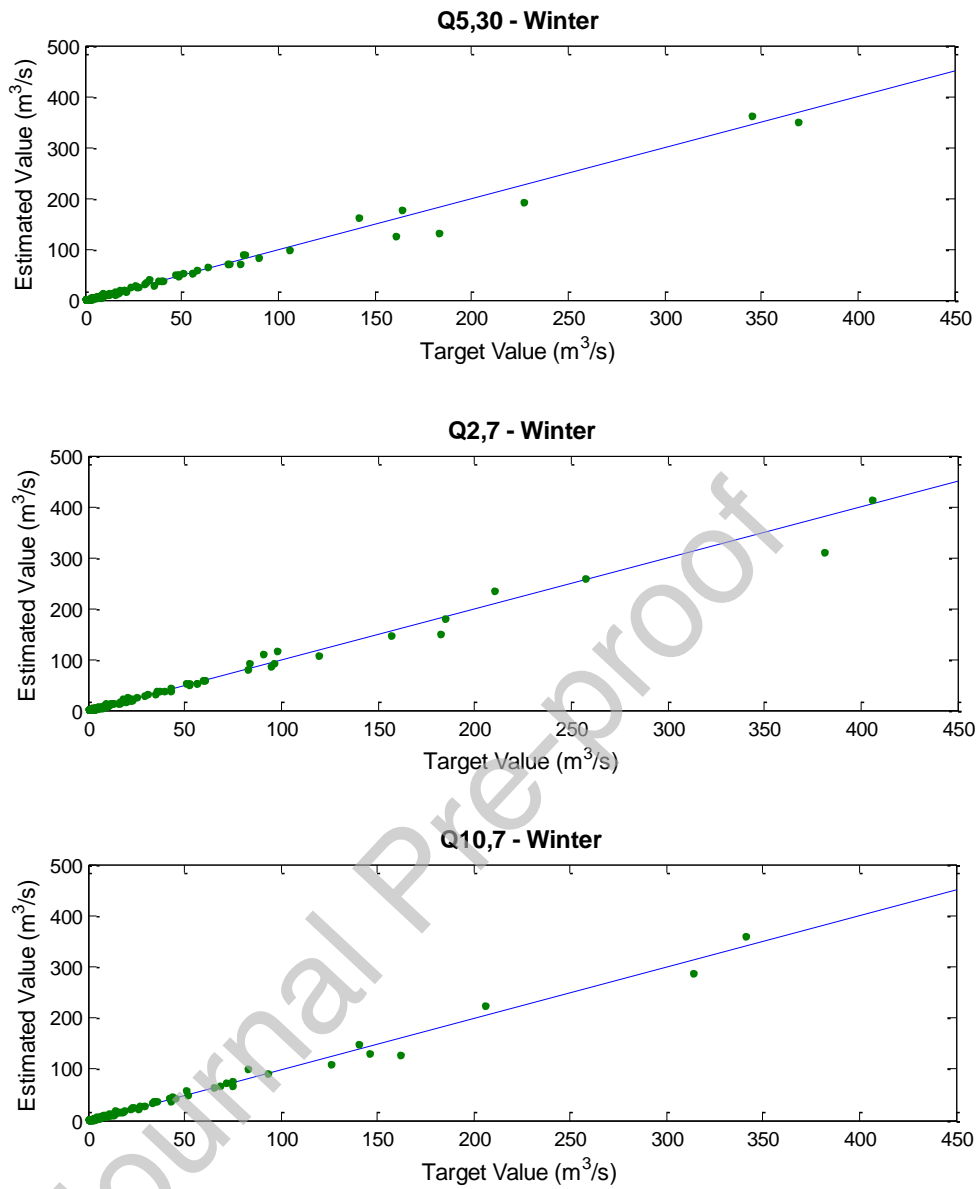 Q5,30 - Winter
500
400
300
200
100
0
0 50 100 150 200 250 300 350 400 450
Estimated Value (m³/s)
Target Value (m³/s)
Q2,7 - Winter
500
400
300
200
100
0
0 50 100 150 200 250 300 350 400 450
Estimated Value (m³/s)
Target Value (m³/s)
Q10,7 - Winter
500
400
300
200
100
0
0 50 100 150 200 250 300 350 400 450
Estimated Value (m³/s)
Target Value (m³/s)
Journal Pre-proof